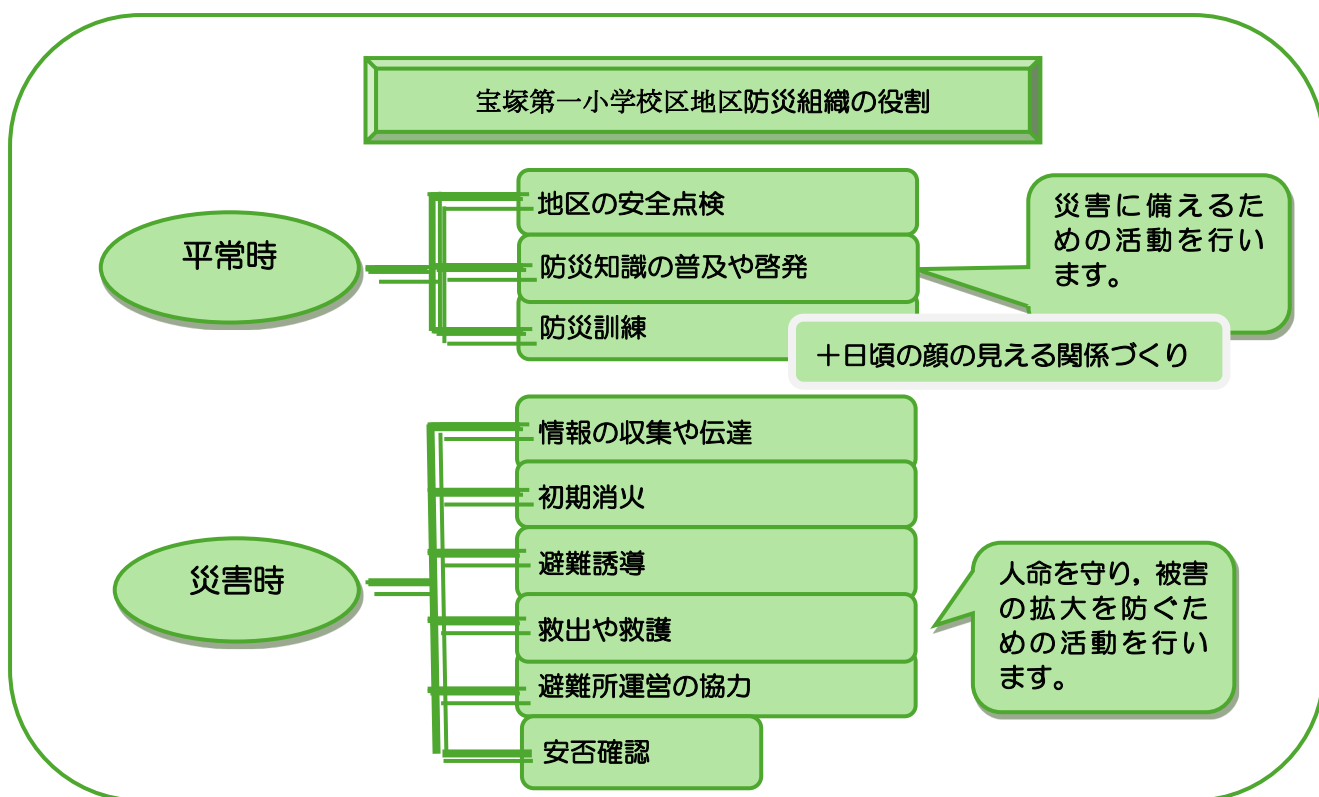 宝塚第一小学校区地区防災組織の役割
平常時
地区の安全点検
防災知識の普及や啓発
防災訓練
災害に備えるた
めの活動を行い
ます。
＋日頃の顔の見える関係づくり
災害時
情報の収集や伝達
初期消火
避難誘導
救出や救護
避難所運営の協力
安否確認
人命を守り，被害
の拡大を防ぐた
めの活動を行い
ます。